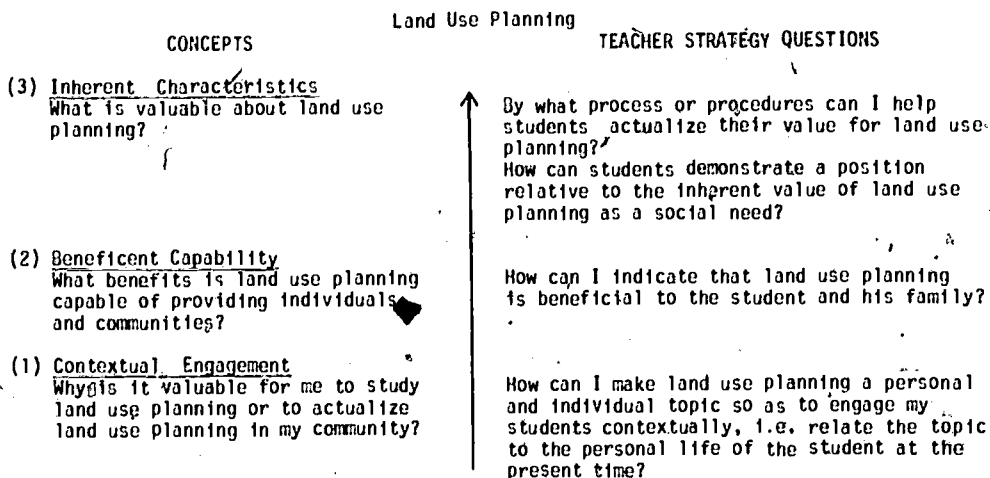 Land Use Planning
CONCEPTS
TEACHER STRATEGY QUESTIONS
(3) Inherent Characteristics
What is valuable about land use
planning?
By what process or procedures can I help
students actualize their value for land use
planning?
How can students demonstrate a position
relative to the inherent value of land use
planning as a social need?
(2) Beneficent Capability
What benefits is land use planning
capable of providing individuals
and communities?
How can I indicate that land use planning
is beneficial to the student and his family?
(1) Contextual Engagement
Why is it valuable for me to study
land use planning or to actualize
land use planning in my community?
How can I make land use planning a personal
and individual topic so as to engage my
students contextually, i.e. relate the topic
to the personal life of the student at the
present time?